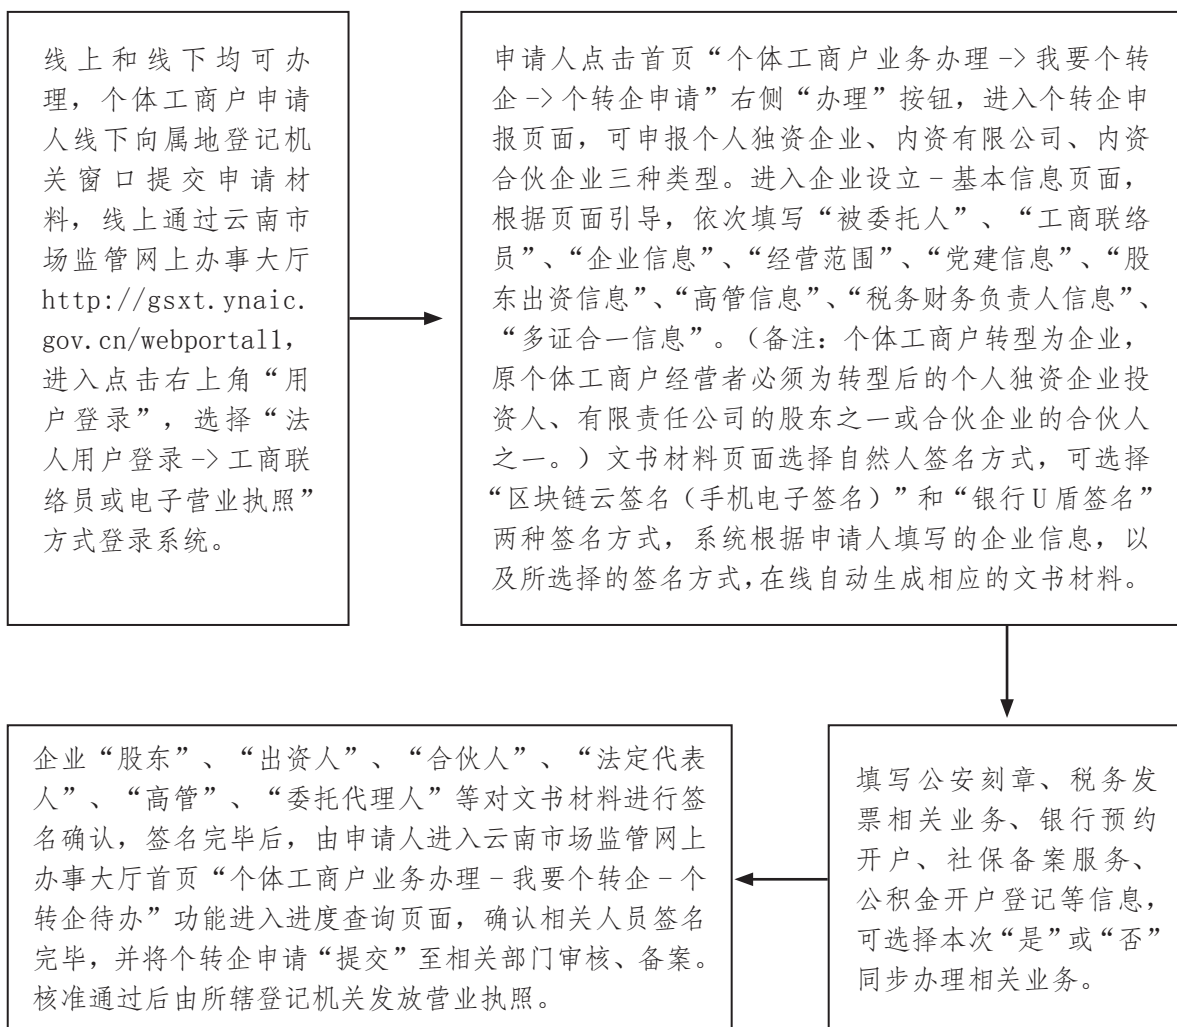 线上和线下均可办
理，个体工商户申请
人线下向属地登记机
关窗口提交申请材
料，线上通过云南市
场监管网上办事大厅
http://gsxt.ynaic.
gov.cn/webportal1，
进入点击右上角“用
户登录”，选择“法
人用户登录->工商联
络员或电子营业执照”
方式登录系统。
申请人点击首页“个体工商户业务办理->我要个转
企->个转企申请”右侧“办理”按钮，进入个转企申
报页面，可申报个人独资企业、内资有限公司、内资
合伙企业三种类型。进入企业设立-基本信息页面，
根据页面引导，依次填写“被委托人”、“工商联络
员”、“企业信息”、“经营范围”、“党建信息”、“股
东出资信息”、“高管信息”、“税务财务负责人信息”、
“多证合一信息”。（备注：个体工商户转型为企业，
原个体工商户经营者必须为转型后的个人独资企业投
资人、有限责任公司的股东之一或合伙企业的合伙人
之一。）文书材料页面选择自然人签名方式，可选择
“区块链云签名（手机电子签名）”和“银行U盾签名”
两种签名方式，系统根据申请人填写的企业信息，以
及所选择的签名方式，在线自动生成相应的文书材料。
填写公安刻章、税务发
票相关业务、银行预约
开户、社保备案服务、
公积金开户登记等信息，
可选择本次“是”或“否”
同步办理相关业务。
企业“股东”、“出资人”、“合伙人”、“法定代表
人”、“高管”、“委托代理人”等对文书材料进行签
名确认，签名完毕后，由申请人进入云南市场监管网上
办事大厅首页“个体工商户业务办理-我要个转企-个
转企待办”功能进入进度查询页面，确认相关人员签名
完毕，并将个转企申请“提交”至相关部门审核、备案。
核准通过后由所辖登记机关发放营业执照。